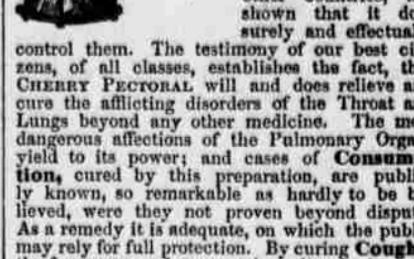 shown that it do
surely and effectual
control them. The testimony of our best ci
zens, of all classes, establishes the fact, th
CHERRY PECTORAL will and does relieve a
cure the afflicting disorders of the Throat a
Lungs beyond any other medicine. The mo
dangerous affections of the Pulmonary Orga
yield to its power; and cases of Consum
tion, cured by this preparation, are publi
ly known, so remarkable as hardly to be b
lieved, were they not proven beyond disput
As a remedy it is adequate, on which the publ
may rely for full protection. By curing Cough